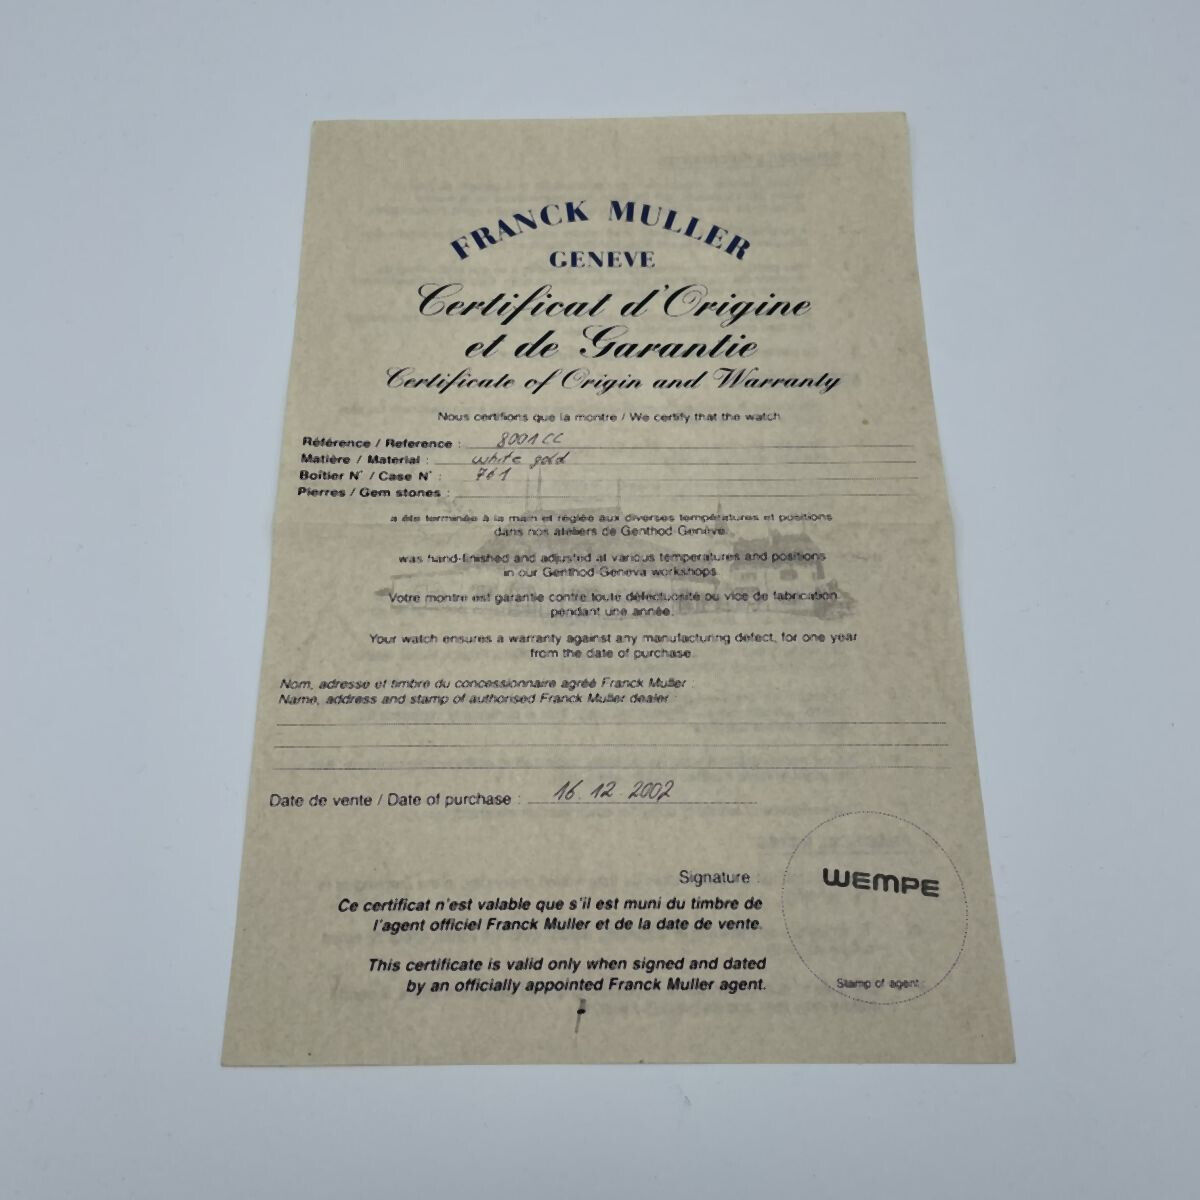 FRANCK MULLER
GENEVE
Certificat d'Origine
et de Garantie
Certificate of Origin and Warranty
Nous certifions que la montre / We certify that the watch
Référence / Reference : 8001 CC
Matière / Material : white gold
Boîtier N° / Case N° : 761
Pierres / Gem stones :
a été terminée à la main et réglée aux diverses températures et positions
dans nos ateliers de Genthod-Genève.
was hand-finished and adjusted at various temperatures and positions
in our Genthod-Geneva workshops.
Votre montre est garantie contre toute défectuosité ou vice de fabrication
pendant une année.
Your watch ensures a warranty against any manufacturing defect, for one year
from the date of purchase.
Nom, adresse et timbre du concessionnaire agréé Franck Muller :
Name, address and stamp of authorised Franck Muller dealer :
Date de vente / Date of purchase : 16.12.2002
Signature :
WEMPE
Ce certificat n'est valable que s'il est muni du timbre de
l'agent officiel Franck Muller et de la date de vente.
This certificate is valid only when signed and dated
by an officially appointed Franck Muller agent.
Stamp of agent :